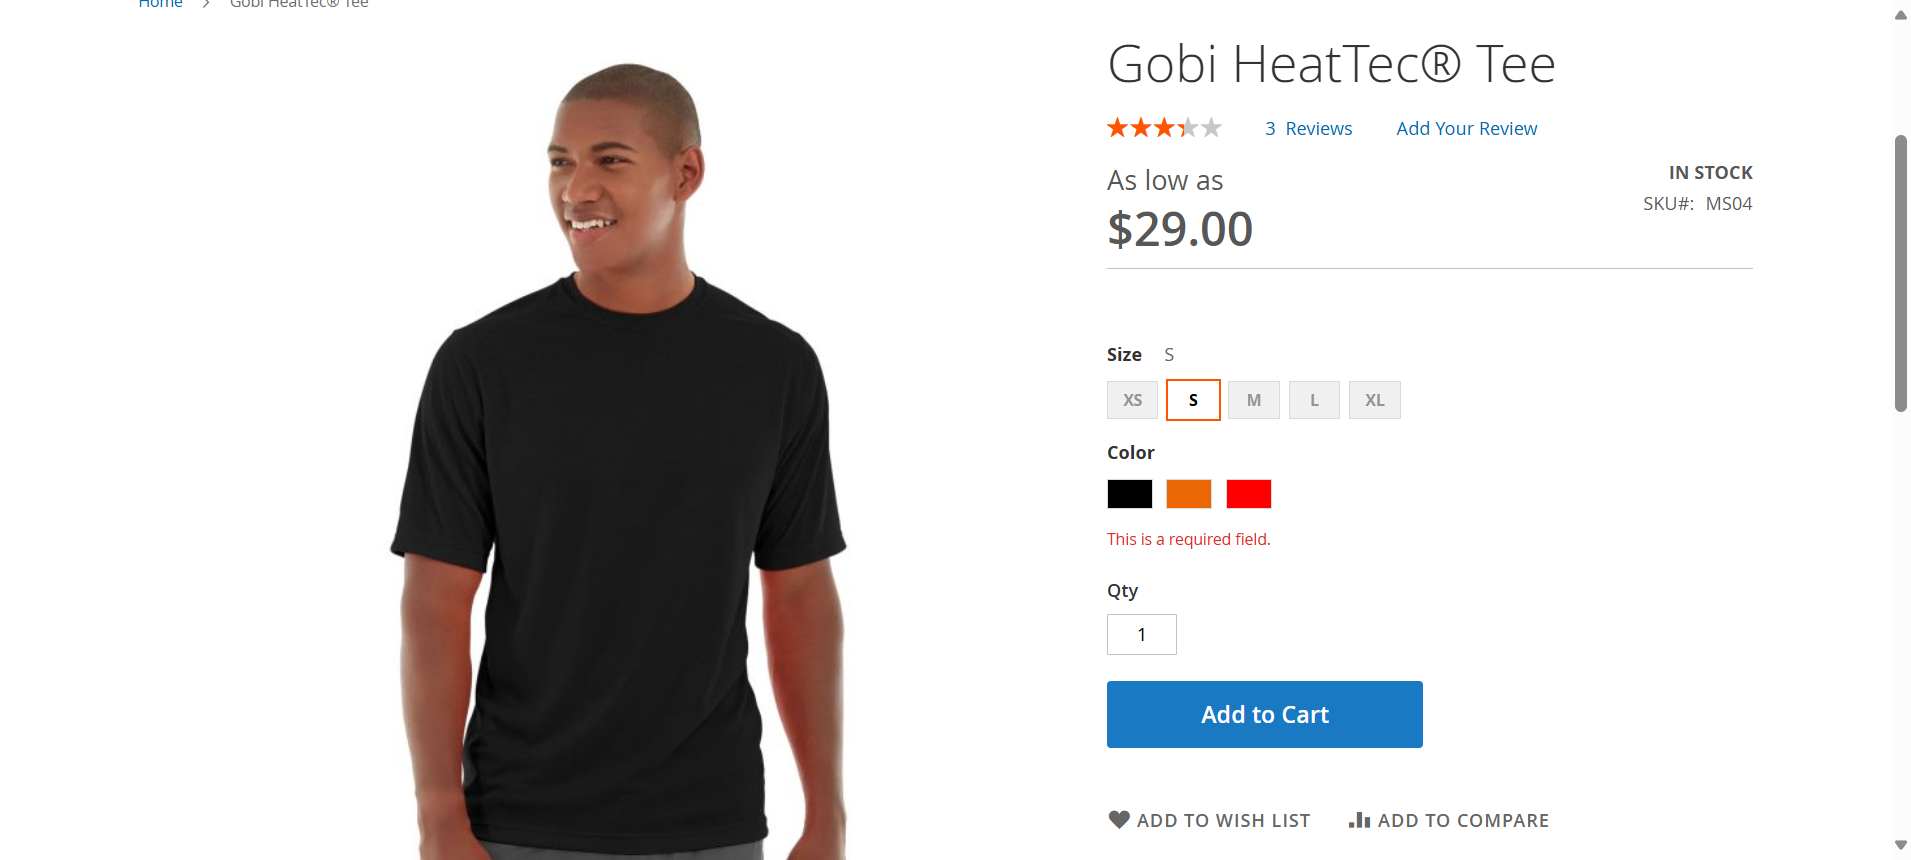 Home > Gobi HeatTec® Tee
Gobi HeatTec® Tee
3 Reviews Add Your Review
As low as
$29.00
IN STOCK
SKU#: MS04
Size S
XS S M L XL
Color
This is a required field.
Qty
1
Add to Cart
ADD TO WISH LIST ADD TO COMPARE